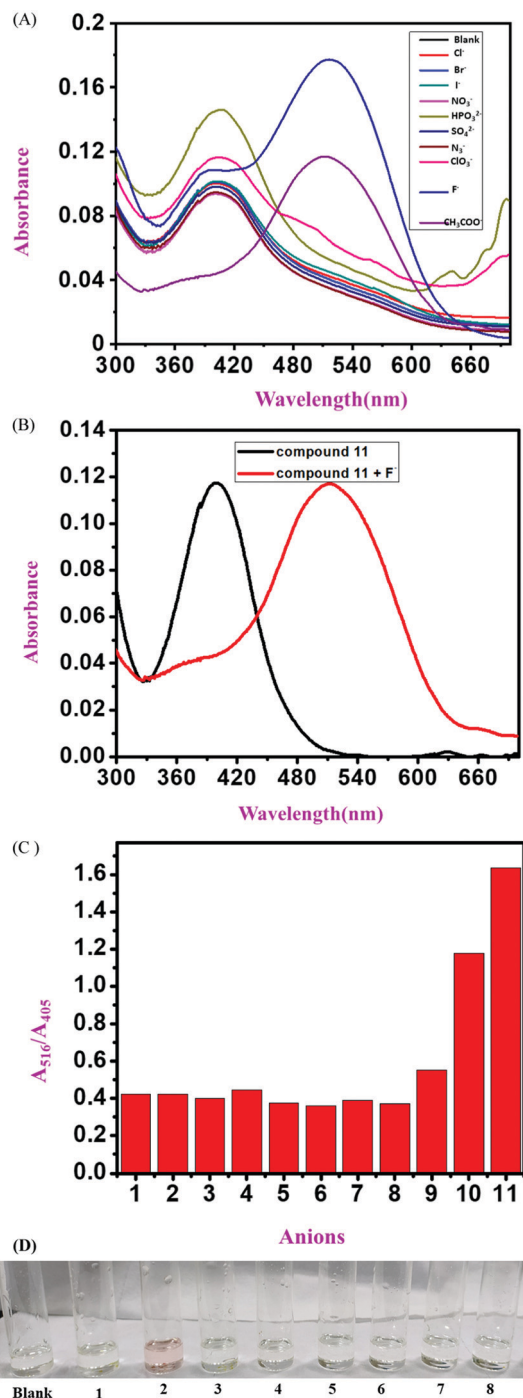 (A)
0.2
0.16
0.12
0.08
0.04
0
Absorbance
Blank
Cl⁻
Br⁻
I⁻
NO₃⁻
HPO₃²⁻
SO₄²⁻
N₃⁻
ClO₃⁻
F⁻
CH₃COO⁻
300 360 420 480 540 600 660
Wavelength(nm)
(B)
0.14
0.12
0.10
0.08
0.06
0.04
0.02
0.00
Absorbance
compound 11
compound 11 + F⁻
300 360 420 480 540 600 660
Wavelength(nm)
(C )
1.6
1.4
1.2
1.0
0.8
0.6
0.4
0.2
0.0
A₅₁₆/A₄₀₅
1 2 3 4 5 6 7 8 9 10 11
Anions
(D)
Blank 1 2 3 4 5 6 7 8